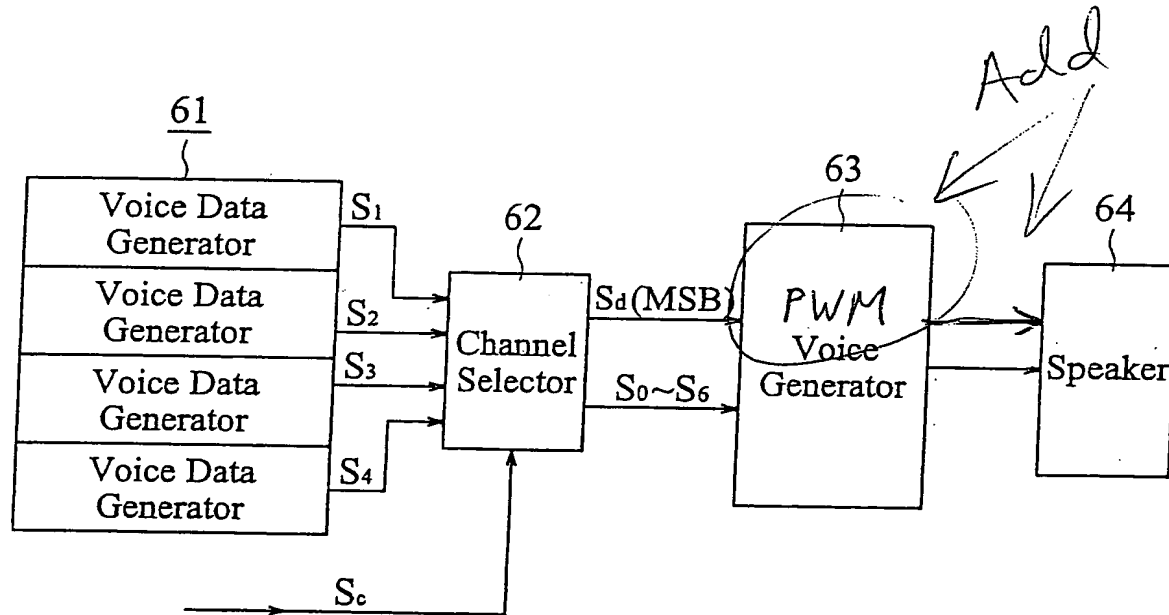 Add
61
63
64
62
Voice Data
Generator
S1
Voice Data
Generator
S2
Voice Data
Generator
S3
Voice Data
Generator
S4
Channel
Selector
Sd(MSB)
S0~S6
PWM
Voice
Generator
Speaker
Sc